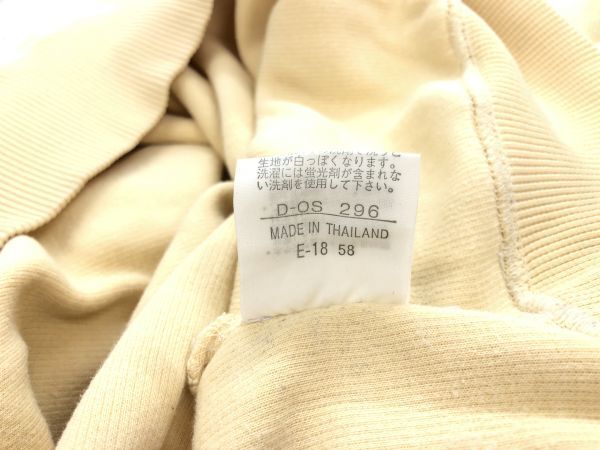 生地が白っぽくなります。
洗濯には蛍光剤が含まれな
い洗剤を使用して下さい。
D-OS 296
MADE IN THAILAND
E-18 58